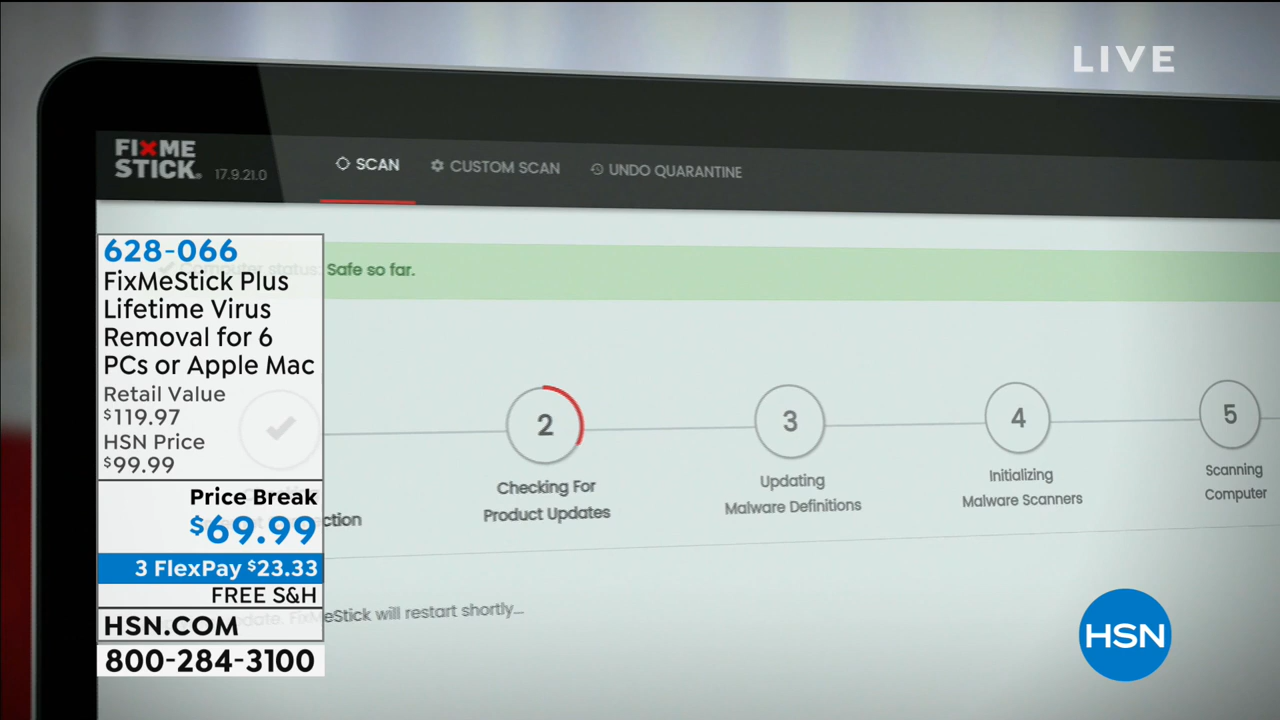 LIVE
FIXME
STICK® 17.9.21.0
SCAN
CUSTOM SCAN
UNDO QUARANTINE
status: Safe so far.
628-066
FixMeStick Plus
Lifetime Virus
Removal for 6
PCs or Apple Mac
Retail Value
$119.97
HSN Price
$99.99
Price Break
$69.99
3 FlexPay $23.33
FREE S&H
HSN.COM
800-284-3100
2
Checking For
Product Updates
3
Updating
Malware Definitions
4
Initializing
Malware Scanners
5
Scanning
Computer
FixMeStick will restart shortly...
HSN